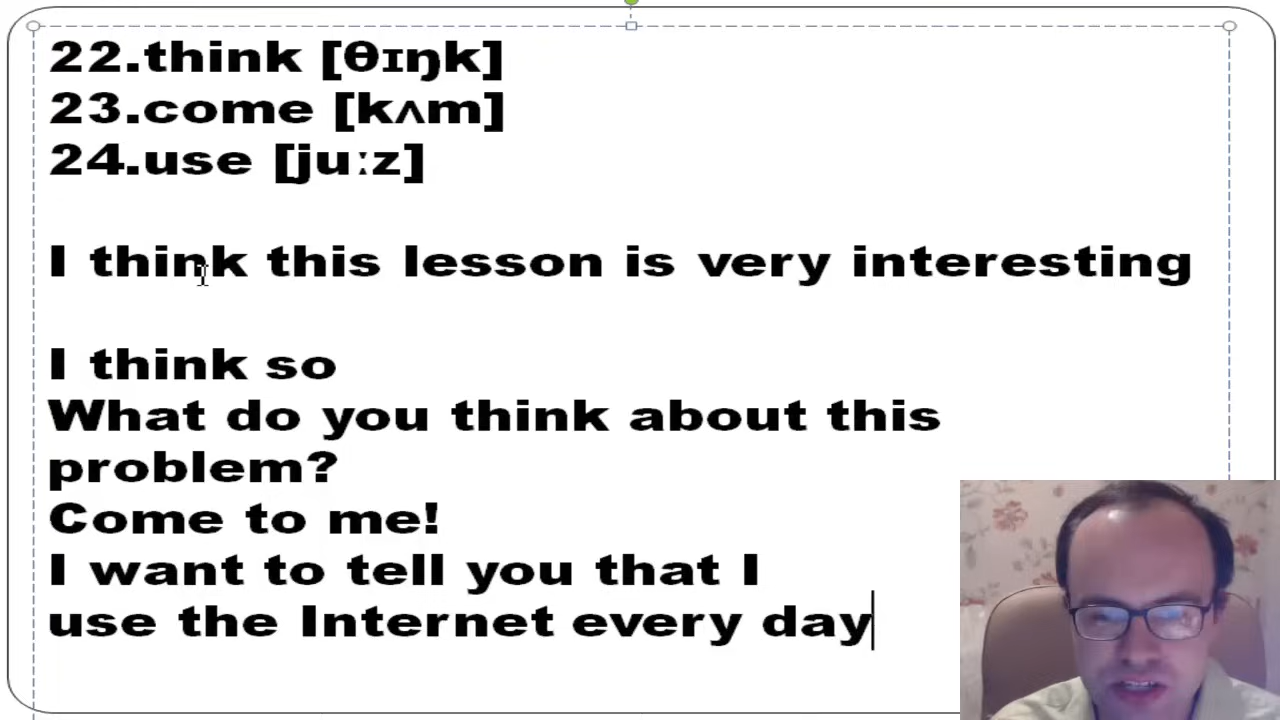 22.think [θɪŋk]
23.come [kʌm]
24.use [juːz]
I think this lesson is very interesting
I think so
What do you think about this
problem?
Come to me!
I want to tell you that I
use the Internet every day